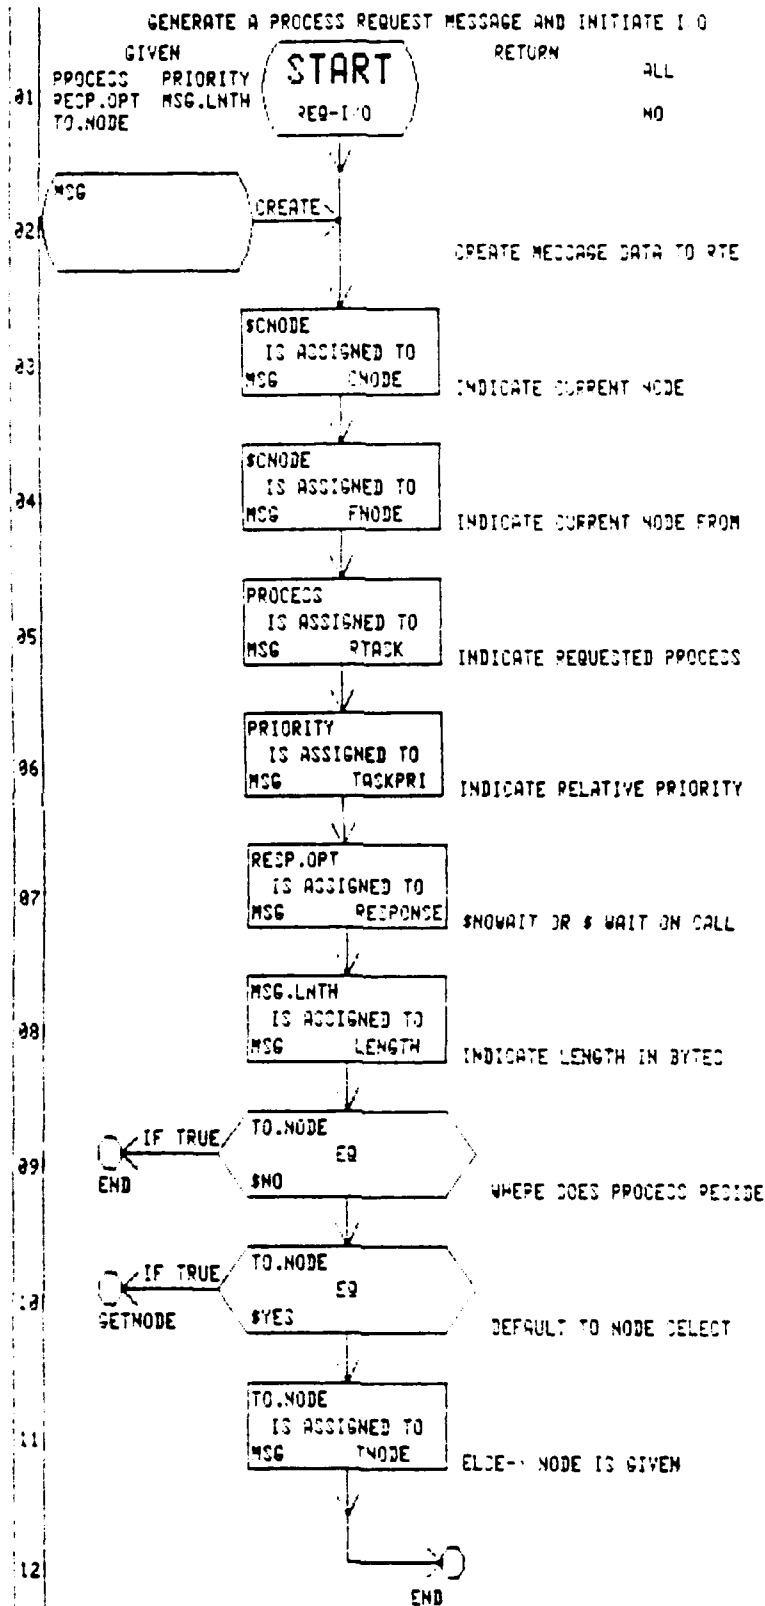 GENERATE A PROCESS REQUEST MESSAGE AND INITIATE I/O
GIVEN
RETURN
PROCESS PRIORITY
RESP.OPT MSG.LNTH
TO.NODE
START
REQ-I/O
ALL
NO
01
MSG
CREATE
02
CREATE MESSAGE DATA TO RTE
$CNODE
IS ASSIGNED TO
MSG CNODE
03
INDICATE CURRENT NODE
$CNODE
IS ASSIGNED TO
MSG FNODE
04
INDICATE CURRENT NODE FROM
PROCESS
IS ASSIGNED TO
MSG RTASK
05
INDICATE REQUESTED PROCESS
PRIORITY
IS ASSIGNED TO
MSG TASKPRI
06
INDICATE RELATIVE PRIORITY
RESP.OPT
IS ASSIGNED TO
MSG RESPONSE
07
$NOWAIT OR $ WAIT ON CALL
MSG.LNTH
IS ASSIGNED TO
MSG LENGTH
08
INDICATE LENGTH IN BYTES
TO.NODE
IF TRUE
EQ
$NO
09
END
WHERE DOES PROCESS RESIDE
TO.NODE
IF TRUE
EQ
$YES
10
GETNODE
DEFAULT TO NODE SELECT
TO.NODE
IS ASSIGNED TO
MSG TNODE
11
ELSE-> NODE IS GIVEN
12
END